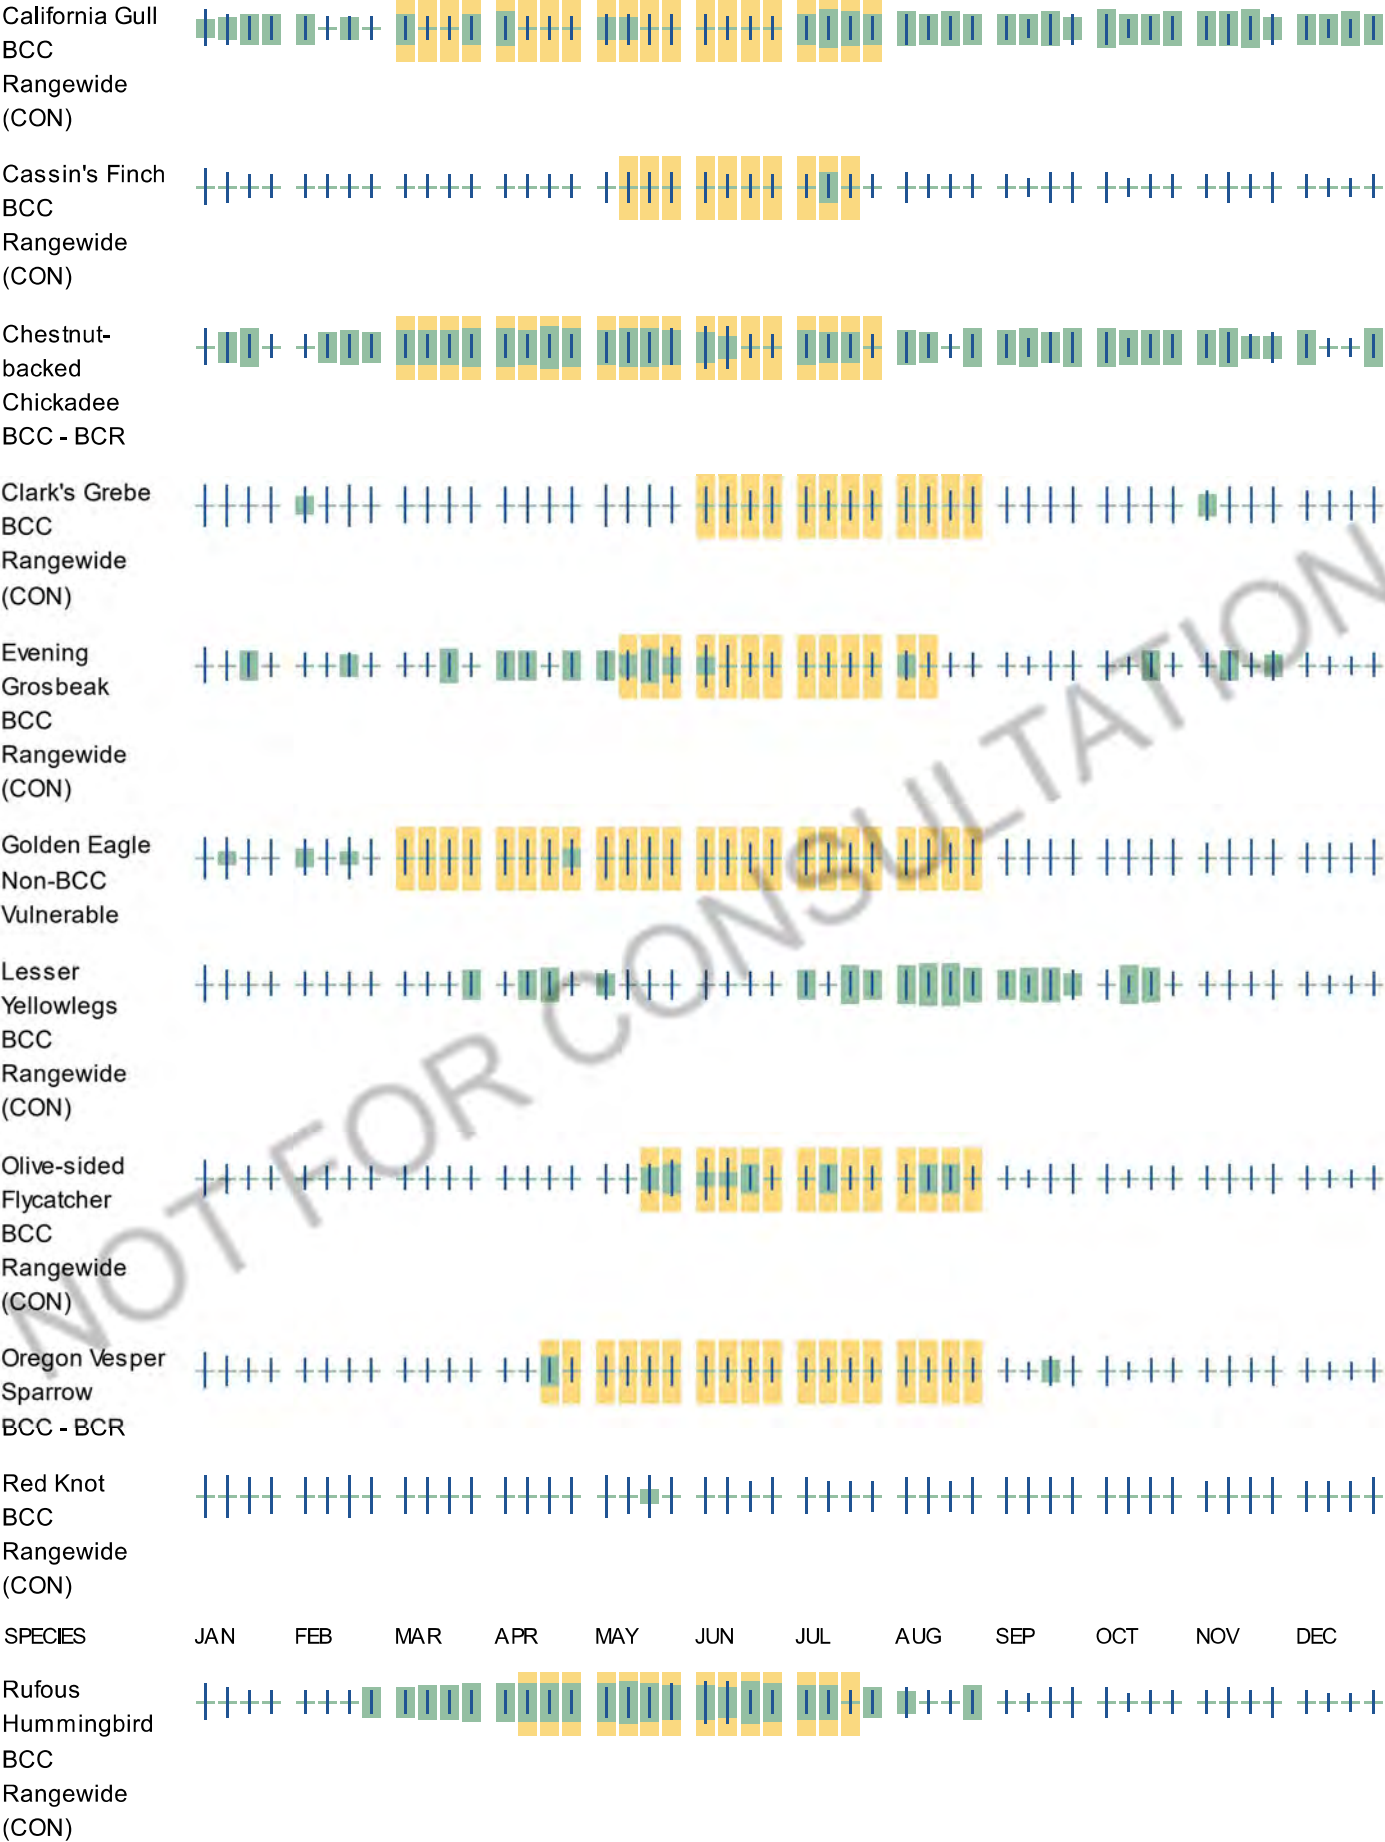 California Gull
BCC
Rangewide
(CON)
Cassin's Finch
BCC
Rangewide
(CON)
Chestnut-
backed
Chickadee
BCC - BCR
Clark's Grebe
BCC
Rangewide
(CON)
Evening
Grosbeak
BCC
Rangewide
(CON)
Golden Eagle
Non-BCC
Vulnerable
Lesser
Yellowlegs
BCC
Rangewide
(CON)
Olive-sided
Flycatcher
BCC
Rangewide
(CON)
Oregon Vesper
Sparrow
BCC - BCR
Red Knot
BCC
Rangewide
(CON)
SPECIES JAN FEB MAR APR MAY JUN JUL AUG SEP OCT NOV DEC
Rufous
Hummingbird
BCC
Rangewide
(CON)
NOT FOR CONSULTATION